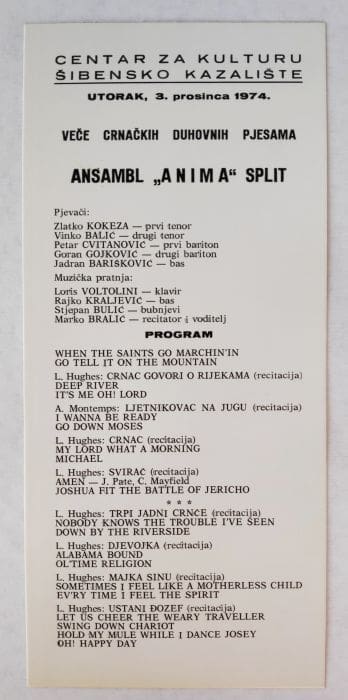 CENTAR ZA KULTURU
ŠIBENSKO KAZALIŠTE
UTORAK, 3. prosinca 1974.
VEČE CRNAČKIH DUHOVNIH PJESAMA
ANSAMBL „ANIMA“ SPLIT
Pjevači:
Zlatko KOKEZA — prvi tenor
Vinko BALIĆ — drugi tenor
Petar CVITANOVIĆ — prvi bariton
Goran GOJKOVIĆ — drugi bariton
Jadran BARIŠKOVIĆ — bas
Muzička pratnja:
Loris VOLTOLINI — klavir
Rajko KRALJEVIĆ — bas
Stjepan BULIĆ — bubnjevi
Marko BRALIĆ — recitator i voditelj
PROGRAM
WHEN THE SAINTS GO MARCHIN'IN
GO TELL IT ON THE MOUNTAIN
L. Hughes: CRNAC GOVORI O RIJEKAMA (recitacija)
DEEP RIVER
IT'S ME OH! LORD
A. Montemps: LJETNIKOVAC NA JUGU (recitacija)
I WANNA BE READY
GO DOWN MOSES
L. Hughes: CRNAC (recitacija)
MY LORD WHAT A MORNING
MICHAEL
L. Hughes: SVIRAČ (recitacija)
AMEN — J. Pate, C. Mayfield
JOSHUA FIT THE BATTLE OF JERICHO
* * *
L. Hughes: TRPI JADNI CRNČE (recitacija)
NOBODY KNOWS THE TROUBLE I'VE SEEN
DOWN BY THE RIVERSIDE
L. Hughes: DJEVOJKA (recitacija)
ALABAMA BOUND
OL'TIME RELIGION
L. Hughes: MAJKA SINU (recitacija)
SOMETIMES I FEEL LIKE A MOTHERLESS CHILD
EV'RY TIME I FEEL THE SPIRIT
L. Hughes: USTANI ĐOZEF (recitacija)
LET US CHEER THE WEARY TRAVELLER
SWING DOWN CHARIOT
HOLD MY MULE WHILE I DANCE JOSEY
OH! HAPPY DAY